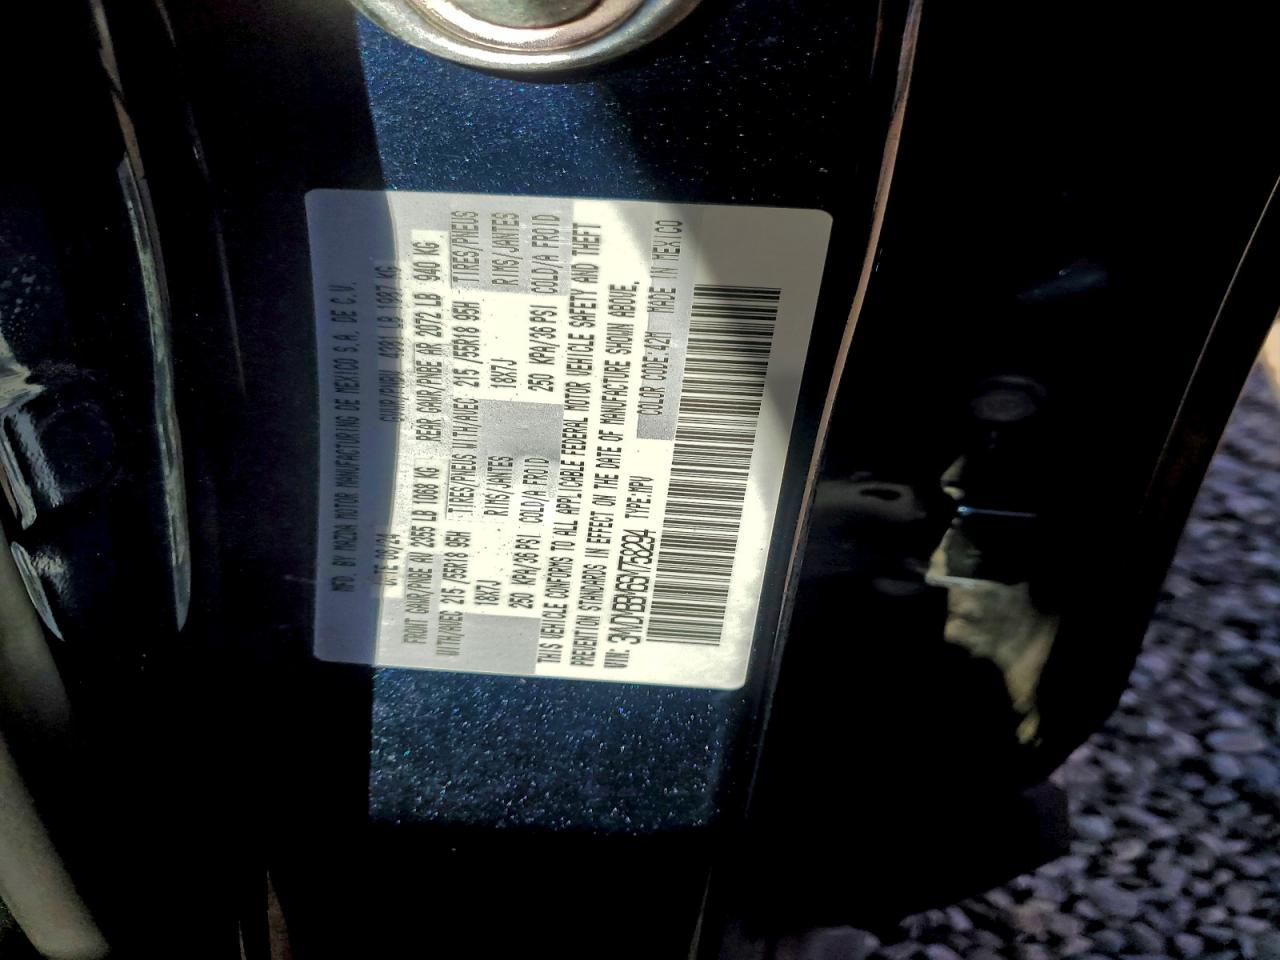 MFD. BY MAZDA MOTOR MANUFACTURING DE MEXICO S.A. DE C.V.
DATE GVWR/PNBV 4381 LB 1987 KG
FRONT GAWR/PNBE AV 2355 LB 1068 KG REAR GAWR/PNBE AR 2072 LB 940 KG
WITH/AVEC 215/55R18 95H TIRES/PNEUS WITH/AVEC 215/55R18 95H TIRES/PNEUS
18X7J RIMS/JANTES 18X7J RIMS/JANTES
250 KPA/36 PSI COLD/A FROID 250 KPA/36 PSI COLD/A FROID
THIS VEHICLE CONFORMS TO ALL APPLICABLE FEDERAL MOTOR VEHICLE SAFETY AND THEFT
PREVENTION STANDARDS IN EFFECT ON THE DATE OF MANUFACTURE SHOWN ABOVE.
VIN: 3MVDMBBM6SM758294 TYPE:MPV COLOR CODE:42M MADE IN MEXICO